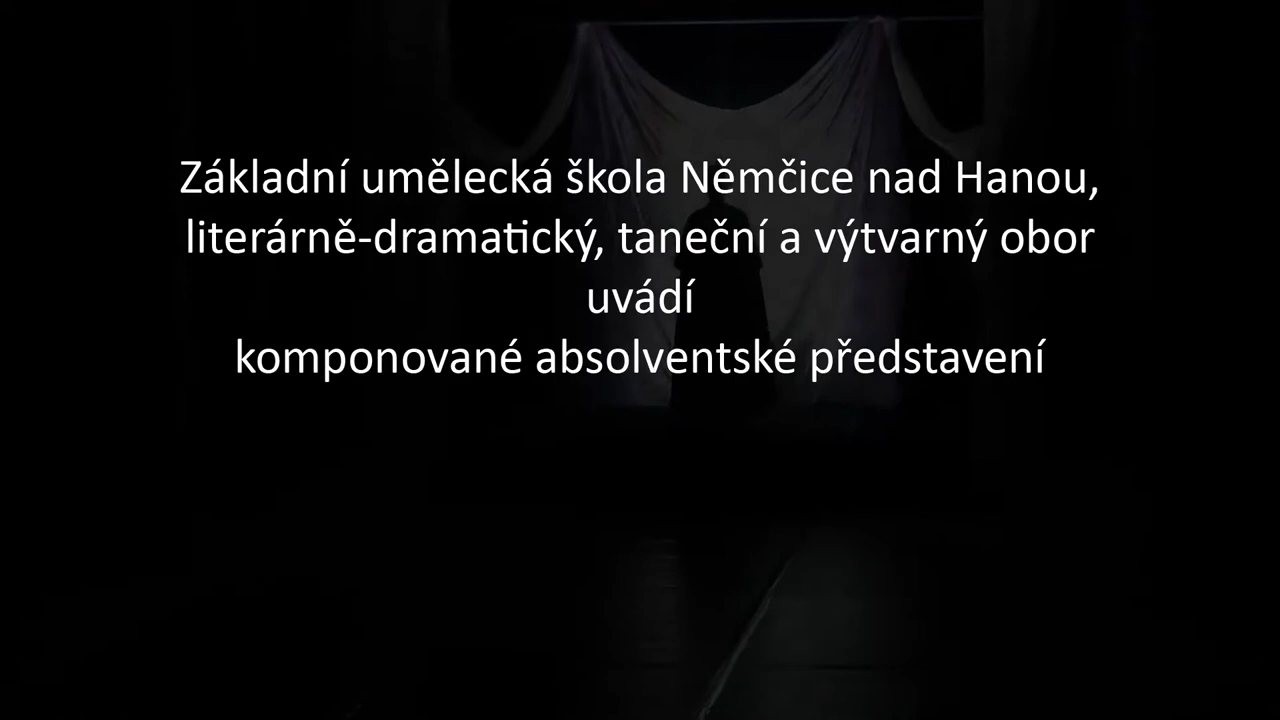 Základní umělecká škola Němčice nad Hanou,
literárně-dramatický, taneční a výtvarný obor
uvádí
komponované absolventské představení